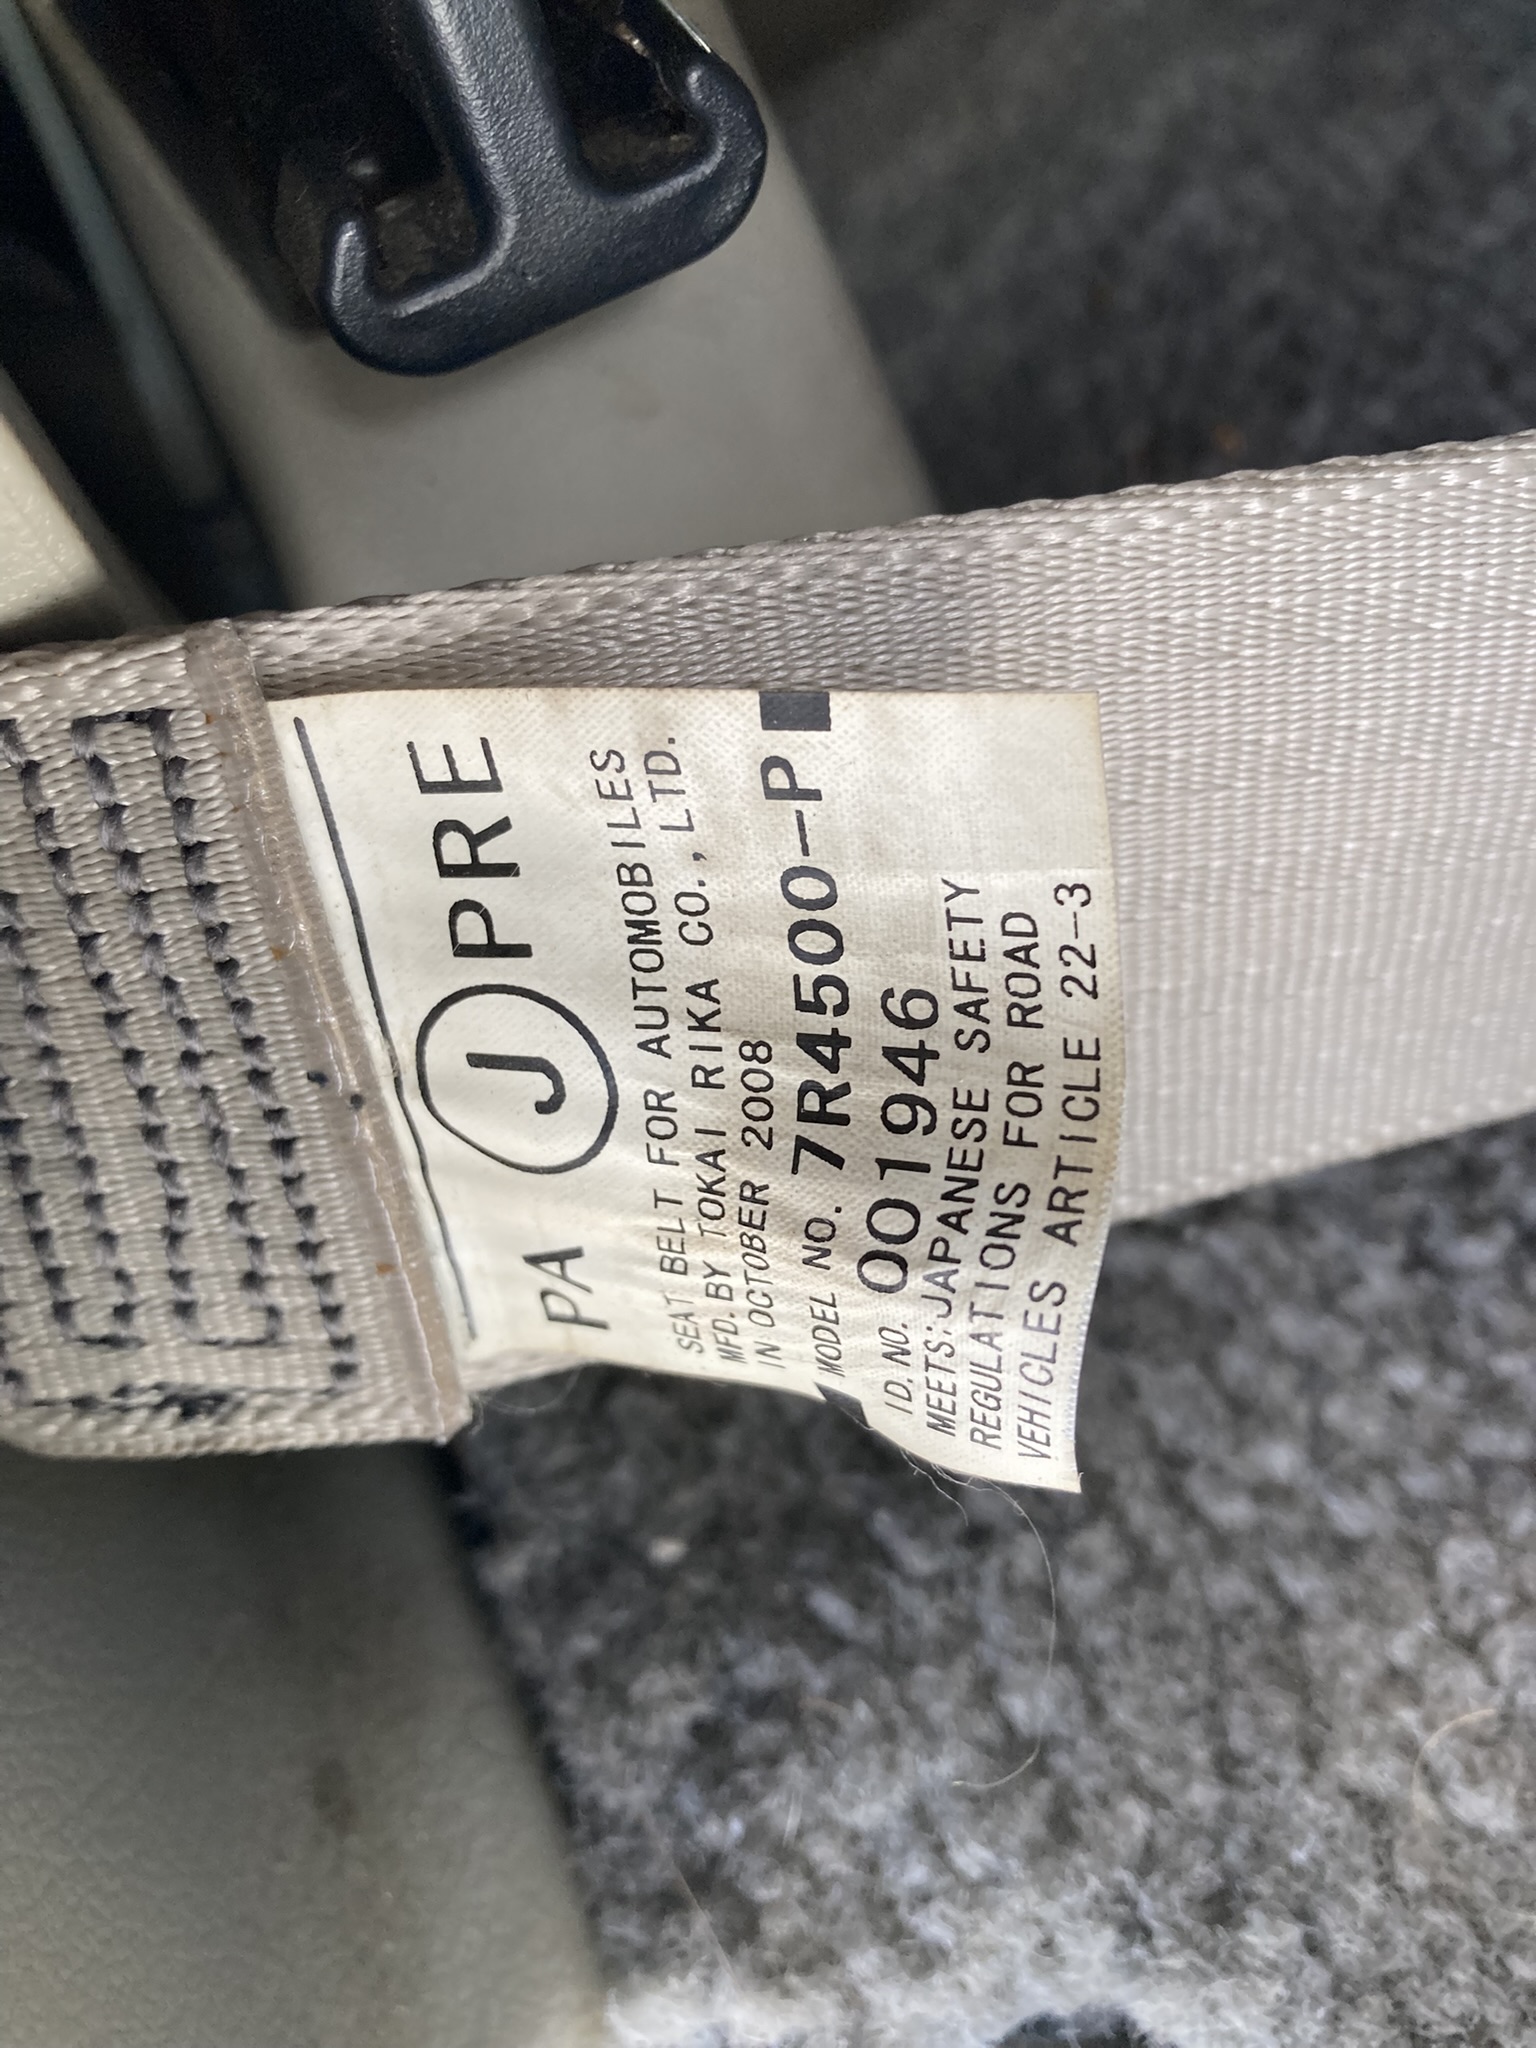 PA J PRE
SEAT BELT FOR AUTOMOBILES
MFD. BY TOKAI RIKA CO., LTD.
IN OCTOBER 2008
MODEL NO. 7R4500-P
I D. NO. 001946
MEETS:JAPANESE SAFETY
REGULATIONS FOR ROAD
VEHICLES ARTICLE 22-3